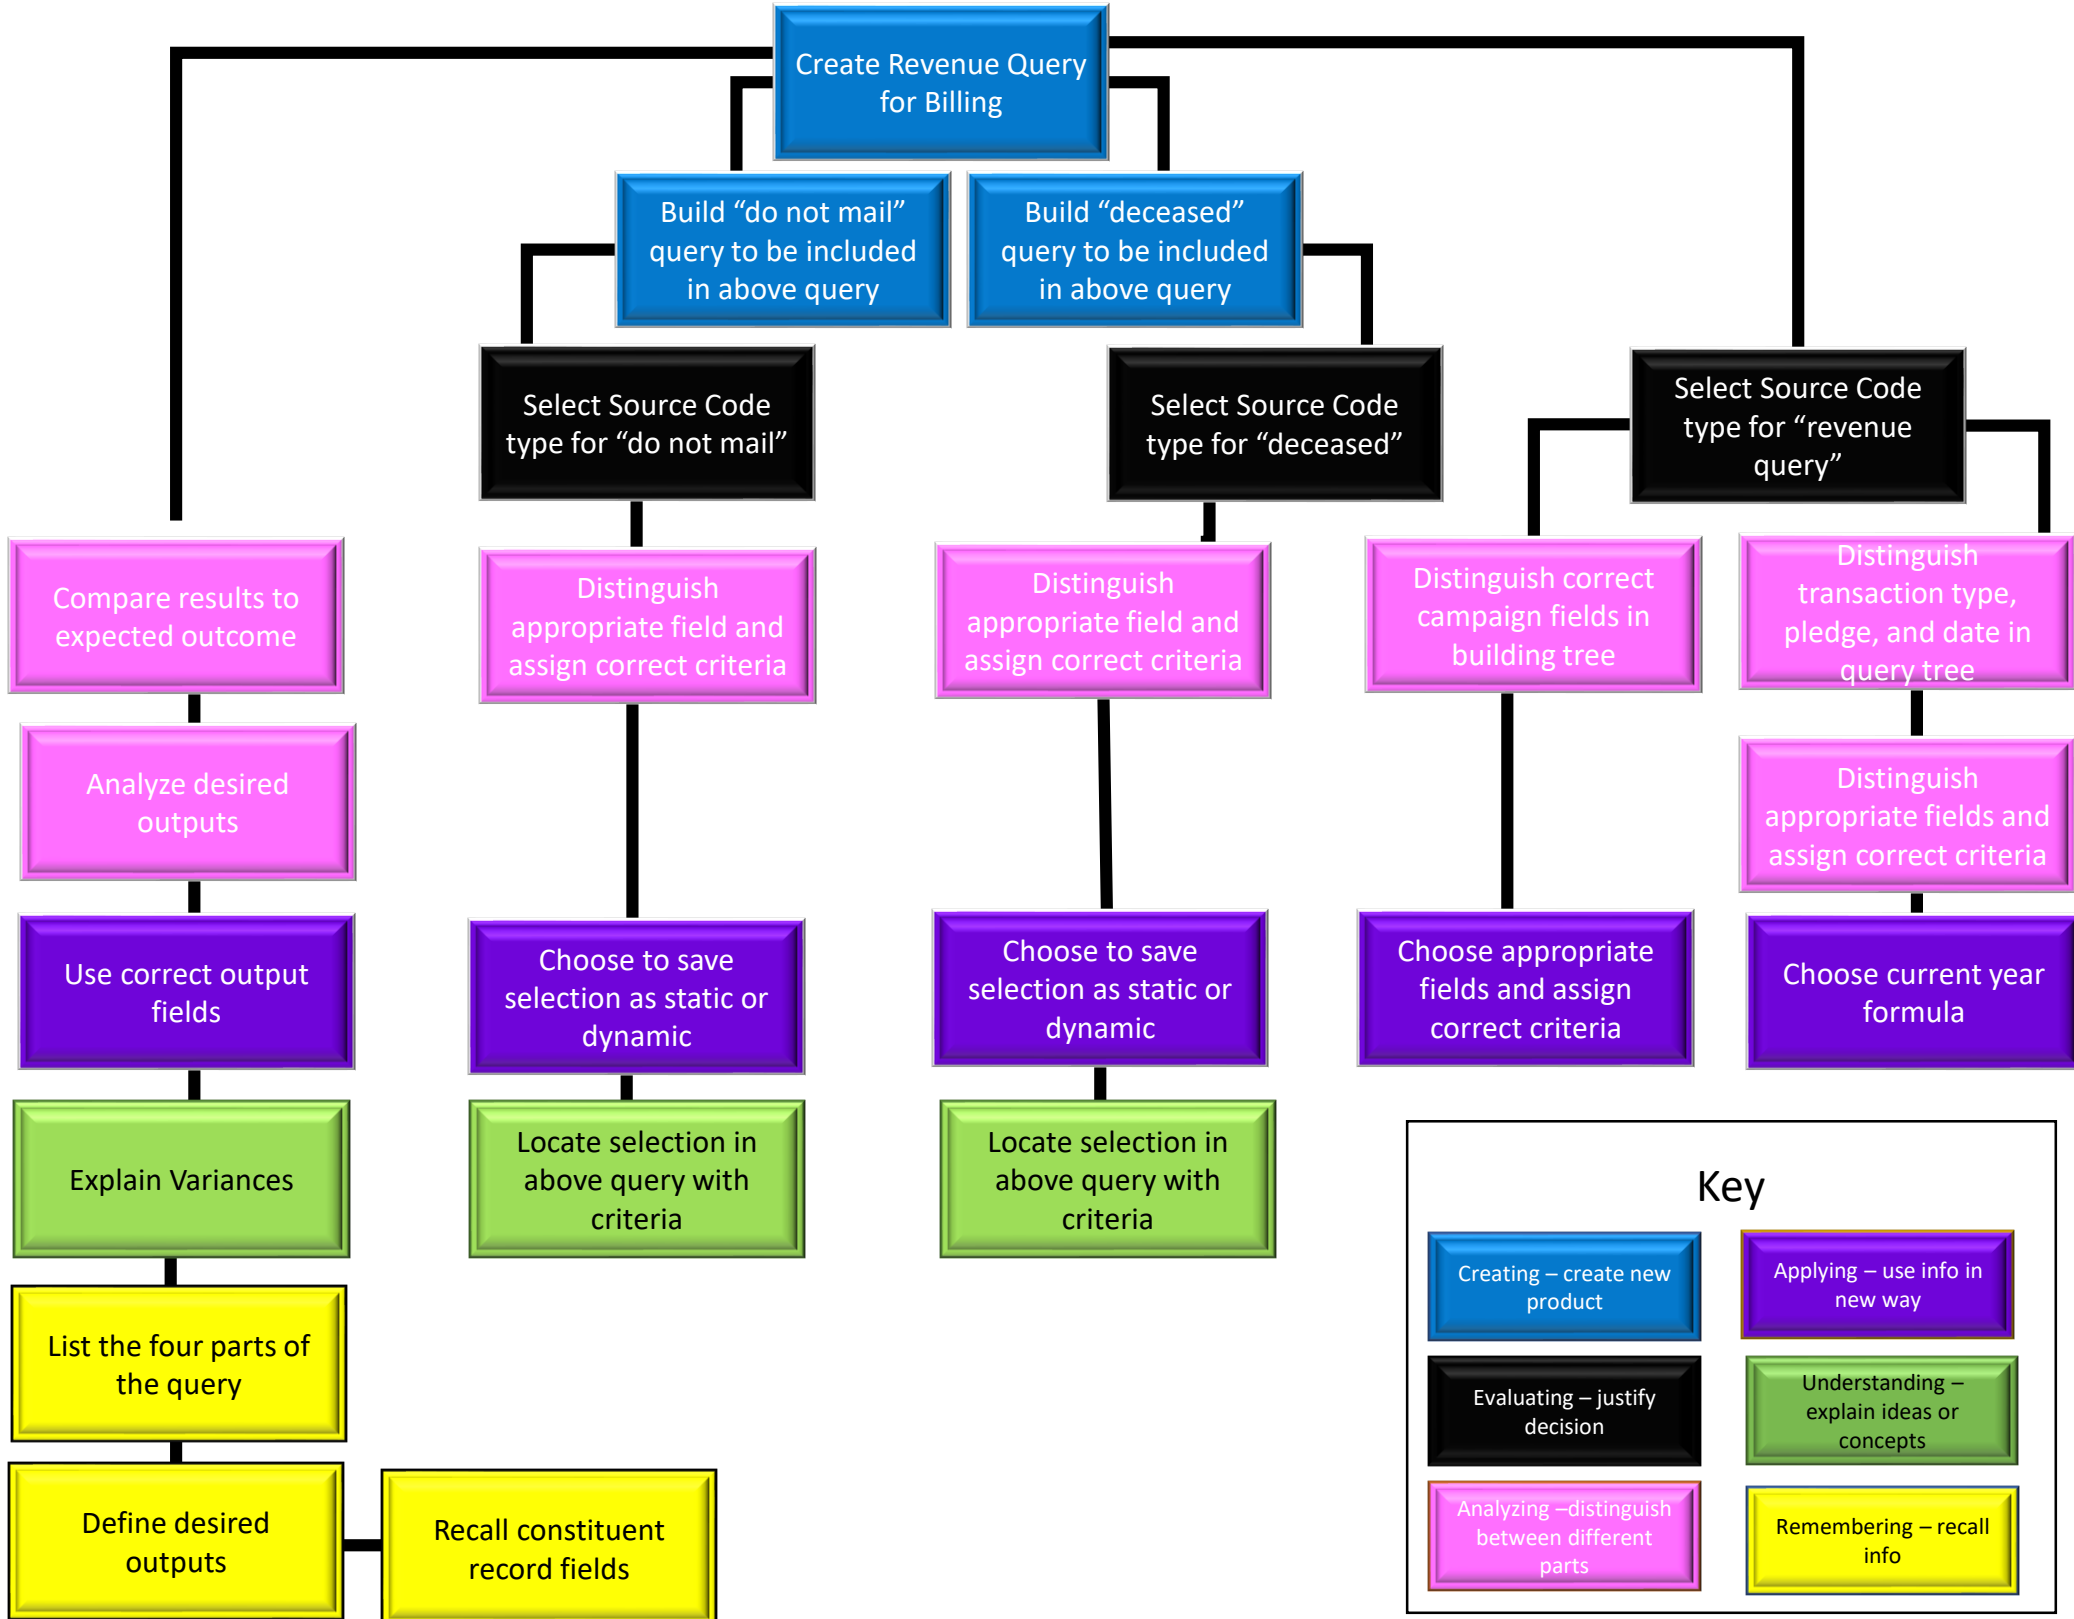 Create Revenue Query
for Billing
Build “do not mail”
query to be included
in above query
Build “deceased”
query to be included
in above query
Select Source Code
type for “do not mail”
Select Source Code
type for “deceased”
Select Source Code
type for “revenue
query”
Compare results to
expected outcome
Distinguish
appropriate field and
assign correct criteria
Distinguish
appropriate field and
assign correct criteria
Distinguish correct
campaign fields in
building tree
Distinguish
transaction type,
pledge, and date in
query tree
Analyze desired
outputs
Distinguish
appropriate fields and
assign correct criteria
Use correct output
fields
Choose to save
selection as static or
dynamic
Choose to save
selection as static or
dynamic
Choose appropriate
fields and assign
correct criteria
Choose current year
formula
Explain Variances
Locate selection in
above query with
criteria
Locate selection in
above query with
criteria
List the four parts of
the query
Define desired
outputs
Recall constituent
record fields
Key
Creating – create new
product
Applying – use info in
new way
Evaluating – justify
decision
Understanding –
explain ideas or
concepts
Analyzing –distinguish
between different
parts
Remembering – recall
info